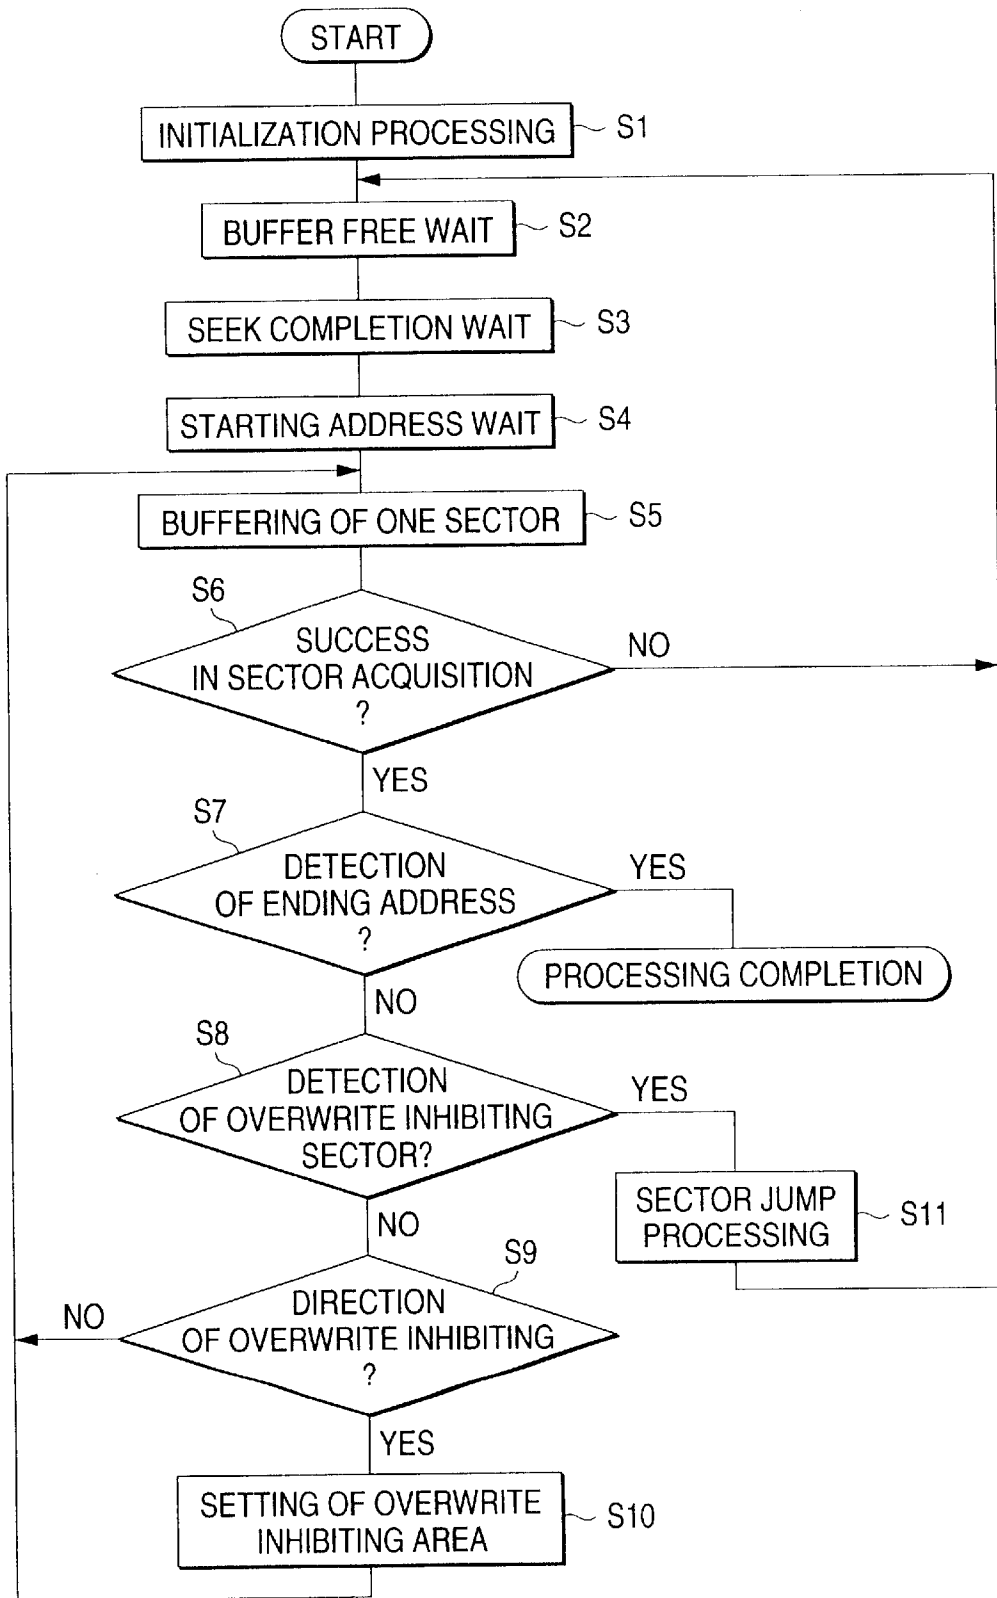 START
INITIALIZATION PROCESSING
S1
BUFFER FREE WAIT
S2
SEEK COMPLETION WAIT
S3
STARTING ADDRESS WAIT
S4
BUFFERING OF ONE SECTOR
S5
S6
SUCCESS
IN SECTOR ACQUISITION
?
NO
YES
S7
DETECTION
OF ENDING ADDRESS
?
YES
PROCESSING COMPLETION
NO
S8
DETECTION
OF OVERWRITE INHIBITING
SECTOR?
YES
SECTOR JUMP
PROCESSING
S11
NO
S9
DIRECTION
OF OVERWRITE INHIBITING
?
NO
YES
SETTING OF OVERWRITE
INHIBITING AREA
S10